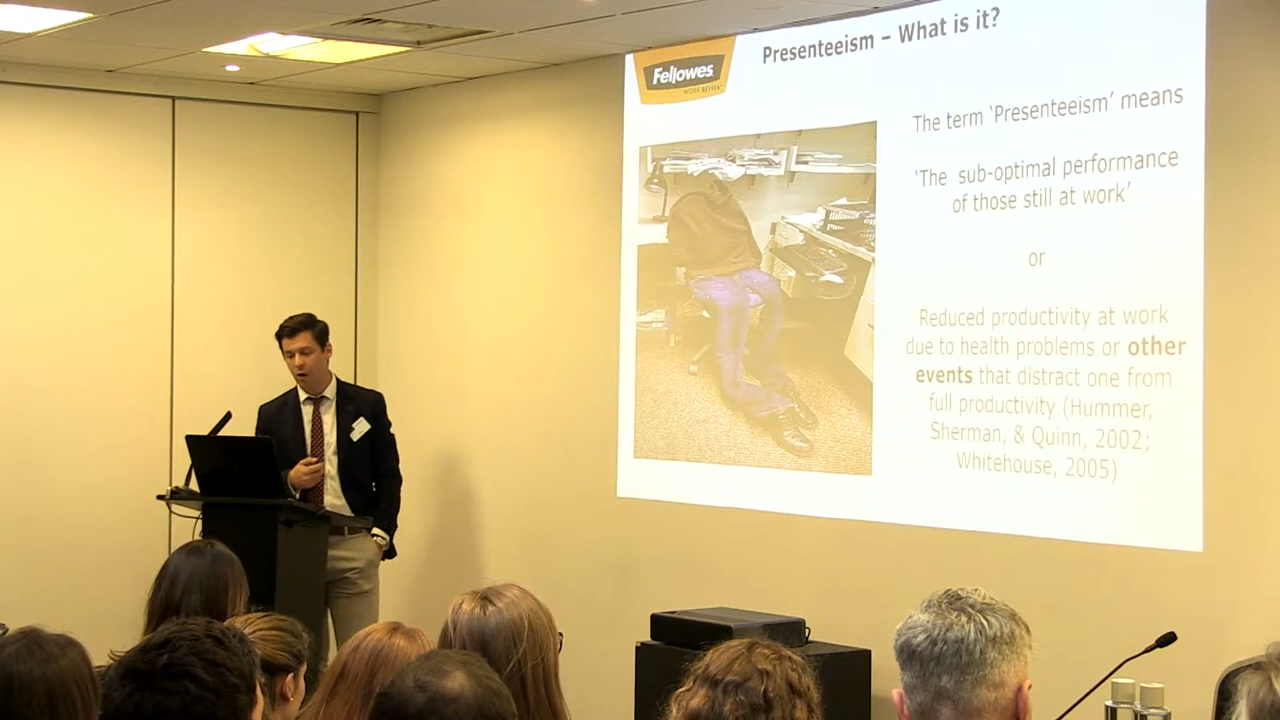 Presenteeism – What is it?
Fellowes
WORK BETTER
The term ‘Presenteeism’ means
‘The sub-optimal performance
of those still at work’
or
Reduced productivity at work
due to health problems or other
events that distract one from
full productivity (Hummer,
Sherman, & Quinn, 2002;
Whitehouse, 2005)